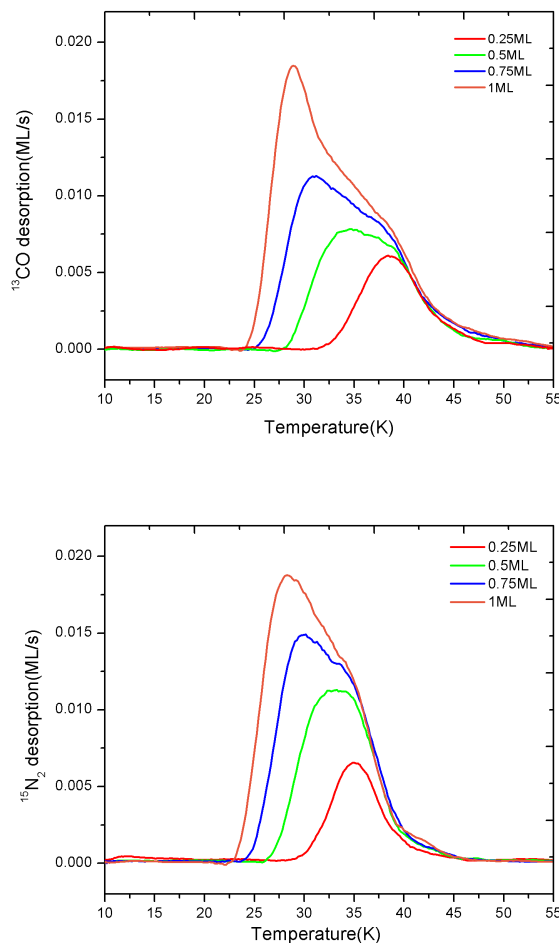 0.020
0.015
0.010
0.005
0.000
¹³CO desorption(ML/s)
0.25ML
0.5ML
0.75ML
1ML
10 15 20 25 30 35 40 45 50 55
Temperature(K)
0.020
0.015
0.010
0.005
0.000
¹⁵N₂ desorption(ML/s)
0.25ML
0.5ML
0.75ML
1ML
10 15 20 25 30 35 40 45 50 55
Temperature(K)